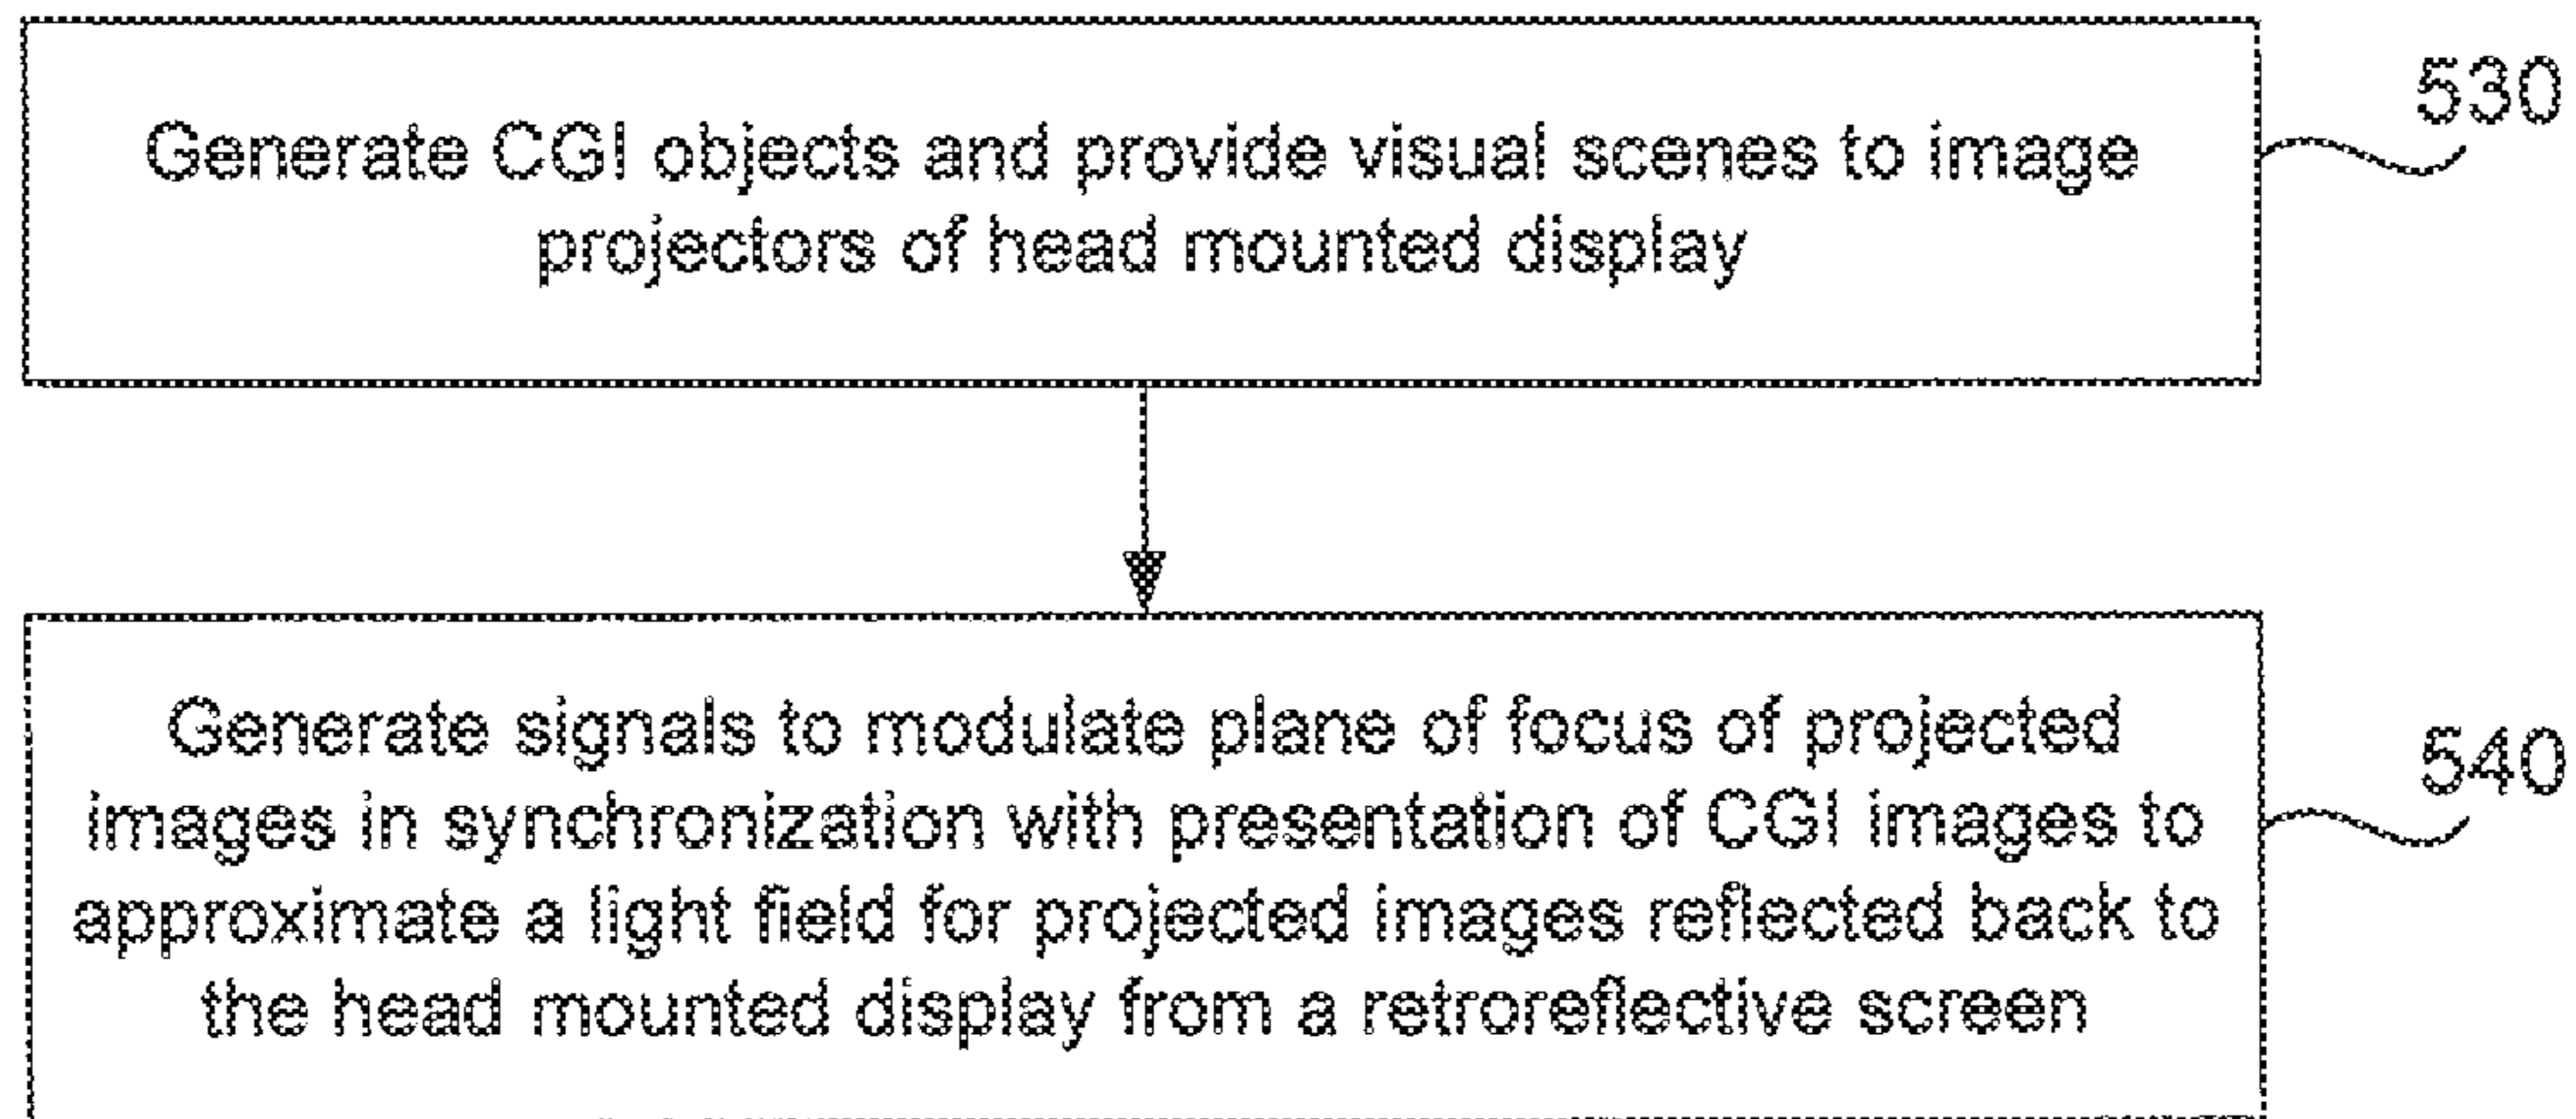 Generate CGI objects and provide visual scenes to image
projectors of head mounted display
530
Generate signals to modulate plane of focus of projected
images in synchronization with presentation of CGI images to
approximate a light field for projected images reflected back to
the head mounted display from a retroreflective screen
540